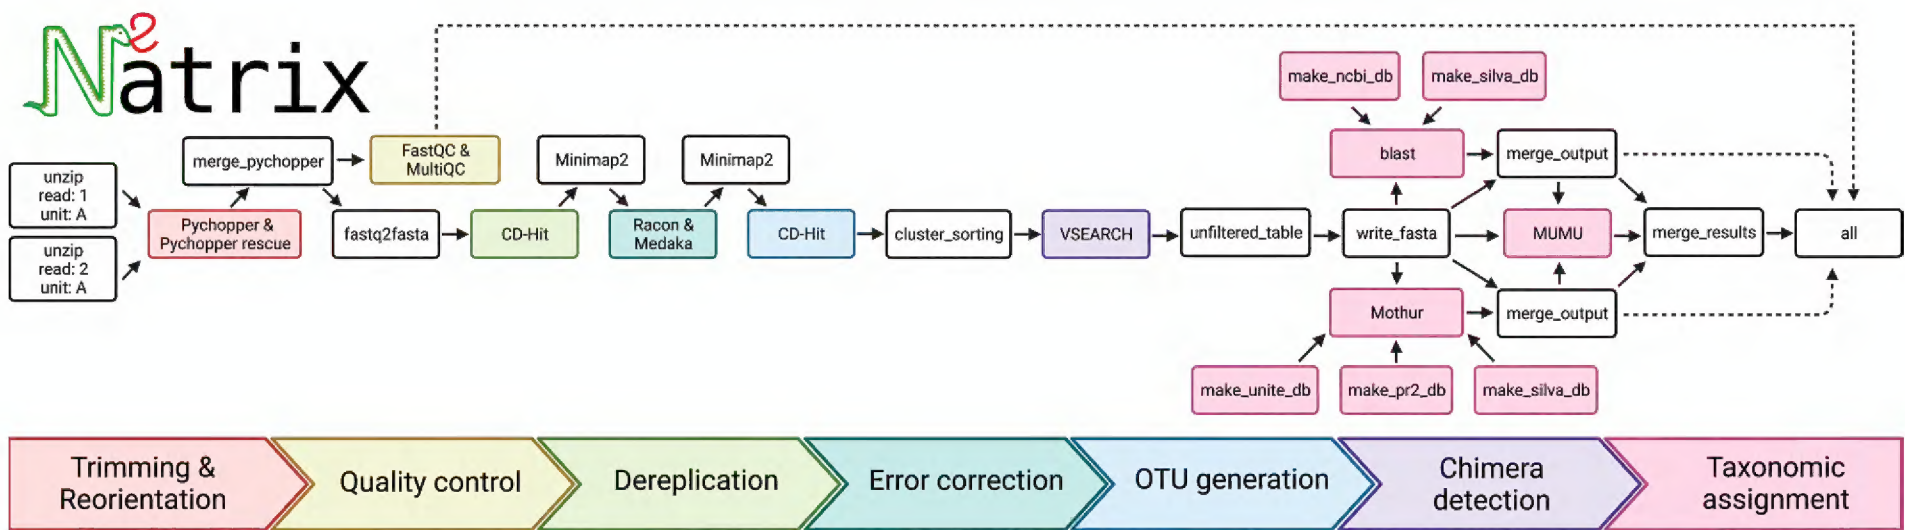 N2atrix
make_ncbi_db
make_silva_db
merge_pychopper
FastQC &
MultiQC
Minimap2
Minimap2
blast
merge_output
unzip
read: 1
unit: A
Pychopper &
Pychopper rescue
fastq2fasta
CD-Hit
Racon &
Medaka
CD-Hit
cluster_sorting
VSEARCH
unfiltered_table
write_fasta
MUMU
merge_results
all
unzip
read: 2
unit: A
Mothur
merge_output
make_unite_db
make_pr2_db
make_silva_db
Trimming &
Reorientation
Quality control
Dereplication
Error correction
OTU generation
Chimera
detection
Taxonomic
assignment